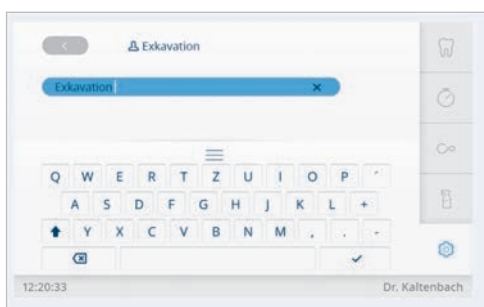 Exkavation
Exkavation
Q W E R T Z U I O P ´
A S D F G H J K L +
Y X C V B N M , . -
12:20:33 Dr. Kaltenbach